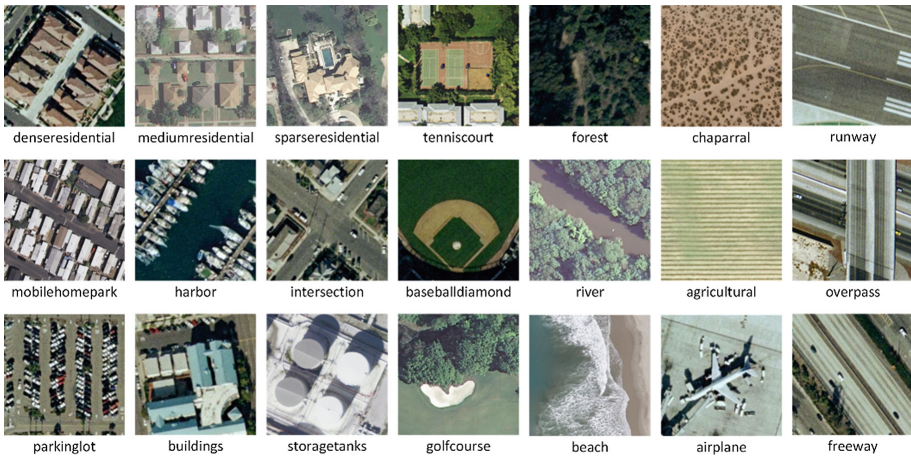 denseresidential
mediumresidential
sparseresidential
tenniscourt
forest
chaparral
runway
mobilehomepark
harbor
intersection
baseballdiamond
river
agricultural
overpass
parkinglot
buildings
storagetanks
golfcourse
beach
airplane
freeway